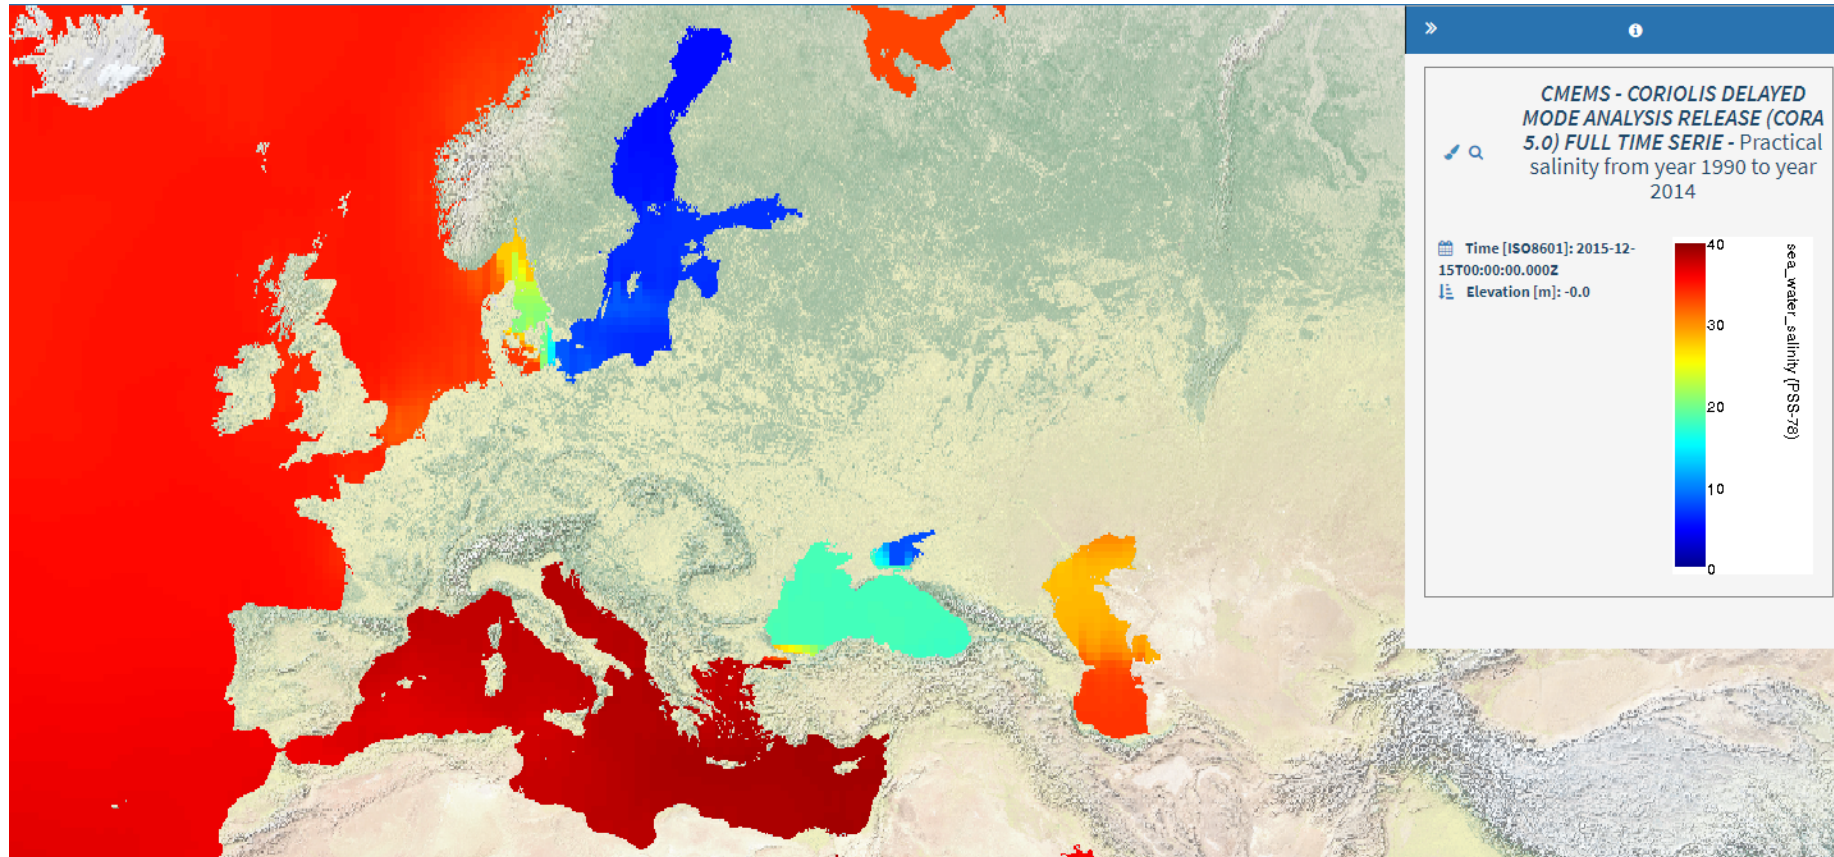 CMEMS - CORIOLIS DELAYED
MODE ANALYSIS RELEASE (CORA
5.0) FULL TIME SERIE - Practical
salinity from year 1990 to year
2014
Time [ISO8601]: 2015-12-
15T00:00:00.000Z
Elevation [m]: -0.0
40
30
20
10
0
sea_water_salinity (PSS-78)